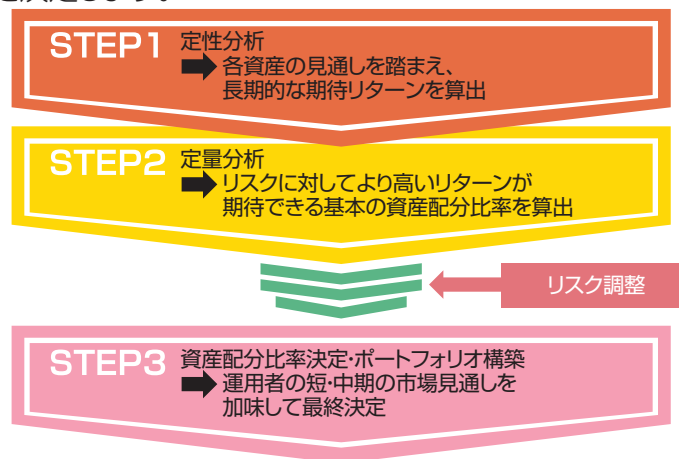 STEP1 定性分析
➡ 各資産の見通しを踏まえ、
長期的な期待リターンを算出
STEP2 定量分析
➡ リスクに対してより高いリターンが
期待できる基本の資産配分比率を算出
リスク調整
STEP3 資産配分比率決定・ポートフォリオ構築
➡ 運用者の短・中期の市場見通しを
加味して最終決定